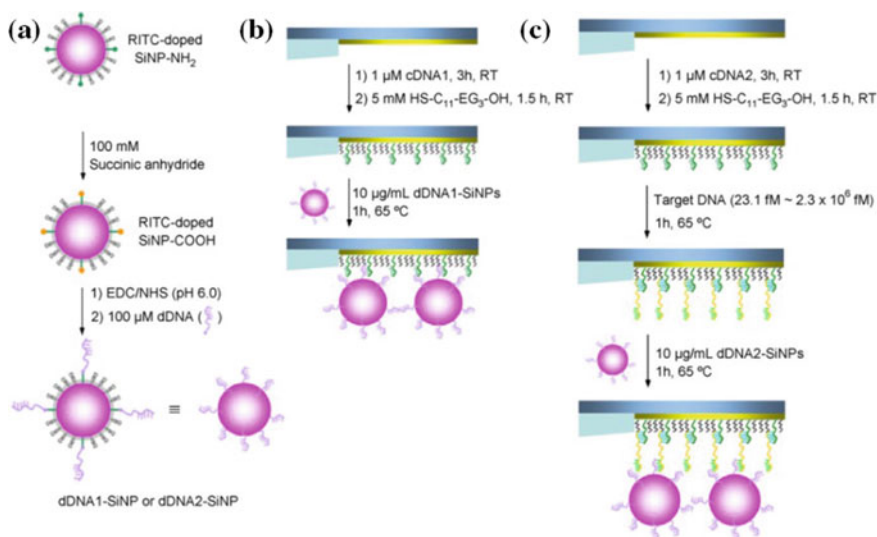 (a)
RITC-doped
SiNP-NH₂
100 mM
Succinic anhydride
RITC-doped
SiNP-COOH
1) EDC/NHS (pH 6.0)
2) 100 µM dDNA ( )
≡
dDNA1-SiNP or dDNA2-SiNP
(b)
1) 1 µM cDNA1, 3h, RT
2) 5 mM HS-C₁₁-EG₃-OH, 1.5 h, RT
10 µg/mL dDNA1-SiNPs
1h, 65 ºC
(c)
1) 1 µM cDNA2, 3h, RT
2) 5 mM HS-C₁₁-EG₃-OH, 1.5 h, RT
Target DNA (23.1 fM ~ 2.3 x 10⁶ fM)
1h, 65 ºC
10 µg/mL dDNA2-SiNPs
1h, 65 ºC